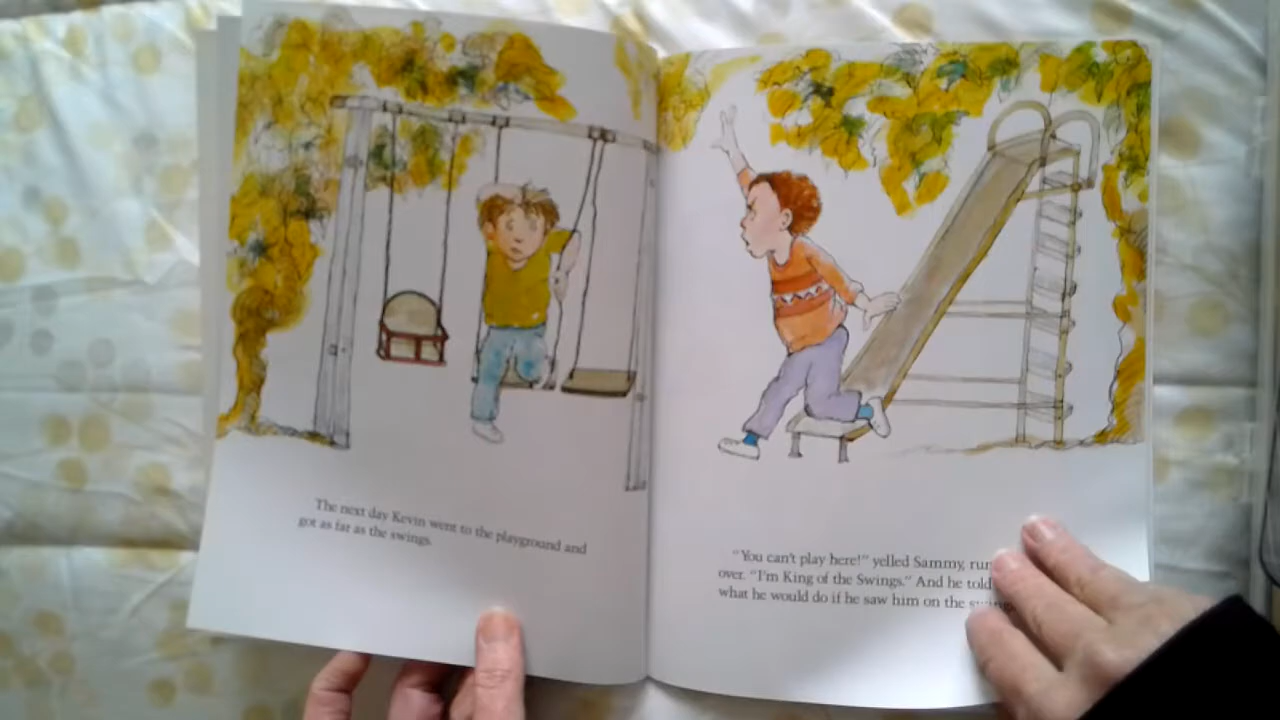 The next day Kevin went to the playground and
got as far as the swings.
"You can't play here!" yelled Sammy,
over. "I'm King of the Swings." And he told
what he would do if he saw him on the